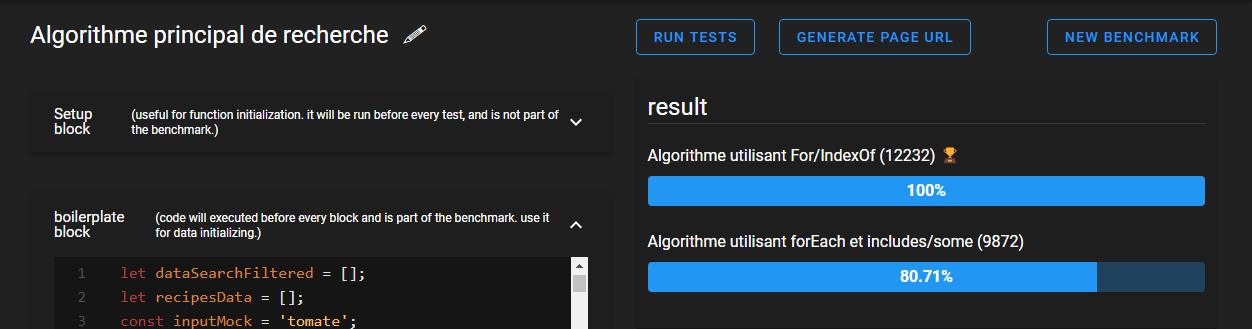 Algorithme principal de recherche
RUN TESTS
GENERATE PAGE URL
NEW BENCHMARK
Setup
block
(useful for function initialization. it will be run before every test, and is not part of
the benchmark.)
boilerplate
block
(code will executed before every block and is part of the benchmark. use it
for data initializing.)
1 let dataSearchFiltered = [];
2 let recipesData = [];
3 const inputMock = 'tomate';
result
Algorithme utilisant For/IndexOf (12232) 🏆
100%
Algorithme utilisant forEach et includes/some (9872)
80.71%